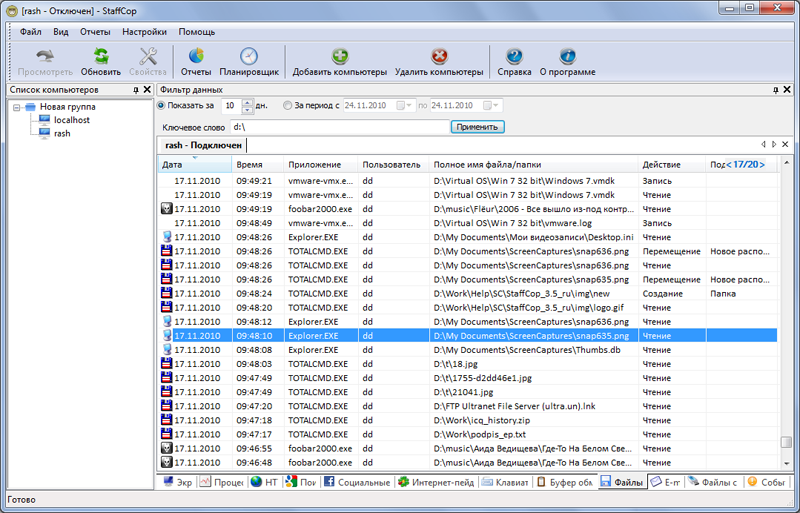 [rash - Отключен] - StaffCop
Файл Вид Отчеты Настройки Помощь
Просмотреть Обновить Свойства Отчеты Планировщик Добавить компьютеры Удалить компьютеры Справка О программе
Список компьютеров
Новая группа
localhost
rash
Фильтр данных
Показать за 10 дн. За период с 24.11.2010 по 24.11.2010
Ключевое слово d:\ Применить
rash - Подключен
Дата Время Приложение Пользователь Полное имя файла/папки Действие Под <17/20>
17.11.2010 09:49:21 vmware-vmx.e... dd D:\Virtual OS\Win 7 32 bit\Windows 7.vmdk Запись
17.11.2010 09:49:19 vmware-vmx.e... dd D:\Virtual OS\Win 7 32 bit\Windows 7.vmdk Чтение
17.11.2010 09:49:19 foobar2000.exe dd D:\music\Flёur\2006 - Все вышло из-под контр... Чтение
17.11.2010 09:48:49 vmware-vmx.e... dd D:\Virtual OS\Win 7 32 bit\vmware.log Запись
17.11.2010 09:48:26 Explorer.EXE dd D:\My Documents\Мои видеозаписи\Desktop.ini Чтение
17.11.2010 09:48:26 TOTALCMD.EXE dd D:\My Documents\ScreenCaptures\snap636.png Перемещение Новое распо...
17.11.2010 09:48:26 TOTALCMD.EXE dd D:\My Documents\ScreenCaptures\snap636.png Чтение
17.11.2010 09:48:26 TOTALCMD.EXE dd D:\My Documents\ScreenCaptures\snap635.png Перемещение Новое распо...
17.11.2010 09:48:24 TOTALCMD.EXE dd D:\Work\Help\SC\StaffCop_3.5_ru\img\new Создание Папка
17.11.2010 09:48:20 TOTALCMD.EXE dd D:\Work\Help\SC\StaffCop_3.5_ru\img\logo.gif Чтение
17.11.2010 09:48:12 Explorer.EXE dd D:\My Documents\ScreenCaptures\snap636.png Чтение
17.11.2010 09:48:10 Explorer.EXE dd D:\My Documents\ScreenCaptures\snap635.png Чтение
17.11.2010 09:48:08 Explorer.EXE dd D:\My Documents\ScreenCaptures\Thumbs.db Чтение
17.11.2010 09:48:03 TOTALCMD.EXE dd D:\t\18.jpg Чтение
17.11.2010 09:47:49 TOTALCMD.EXE dd D:\t\1755-d2dd46e1.jpg Чтение
17.11.2010 09:47:49 TOTALCMD.EXE dd D:\t\21041.jpg Чтение
17.11.2010 09:47:20 TOTALCMD.EXE dd D:\FTP Ultranet File Server (ultra.un).lnk Чтение
17.11.2010 09:47:18 TOTALCMD.EXE dd D:\Work\icq_history.zip Чтение
17.11.2010 09:47:17 TOTALCMD.EXE dd D:\Work\podpis_ep.txt Чтение
17.11.2010 09:46:55 foobar2000.exe dd D:\music\Аида Ведищева\Где-То На Белом Све... Чтение
17.11.2010 09:46:48 foobar2000.exe dd D:\music\Аида Ведищева\Где-То На Белом Све... Чтение
Экр Процес HT Пои Социальные Интернет-пейд Клавиат Буфер обм Файлы E-m Файлы с Событ
Готово